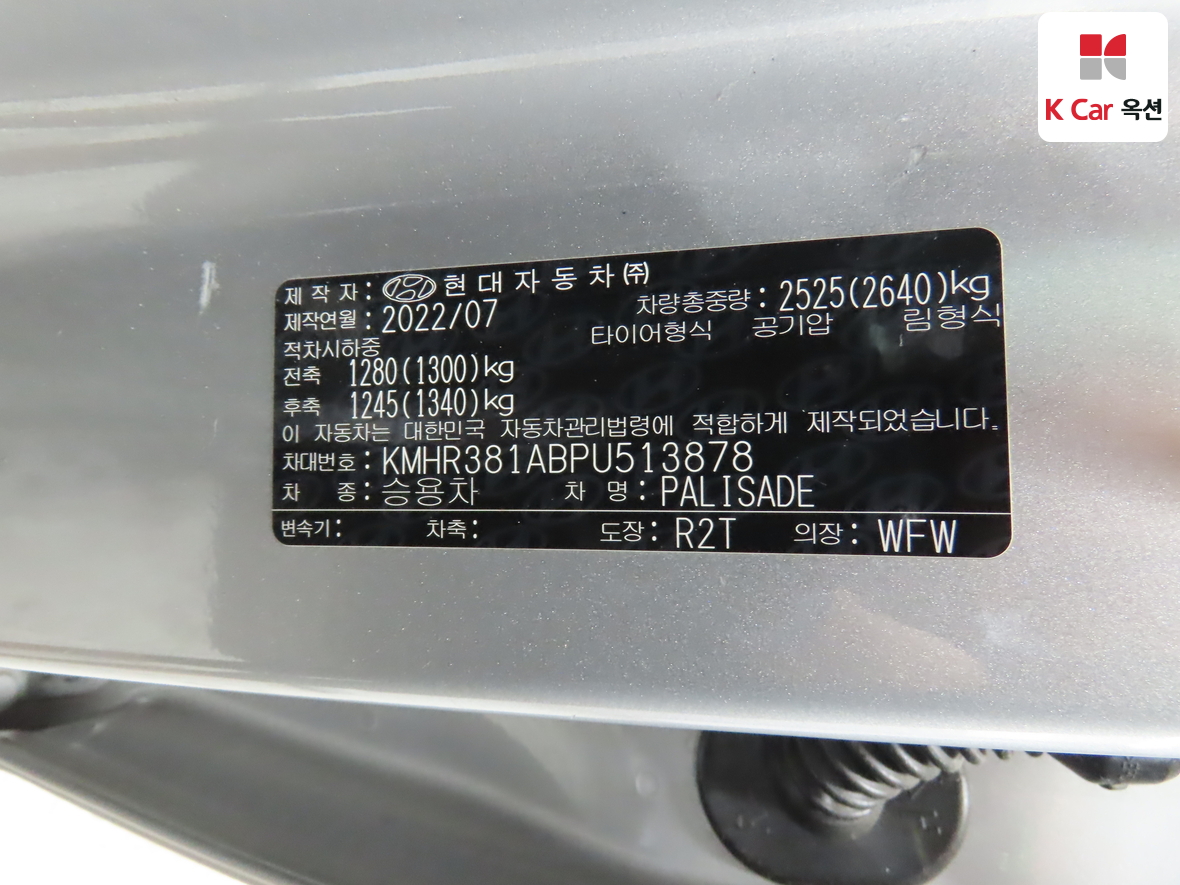 K Car 옥션
제 작 자 : 현 대 자 동 차 ㈜
제작연월 : 2022/07 차량총중량 : 2525(2640)kg
타이어형식 공기압 림형식
적차시하중
전축 1280(1300)kg
후축 1245(1340)kg
이 자동차는 대한민국 자동차관리법령에 적합하게 제작되었습니다.
차대번호 : KMHR381ABPU513878
차 종 : 승용차 차 명 : PALISADE
변속기 : 차축 : 도장 : R2T 의장 : WFW